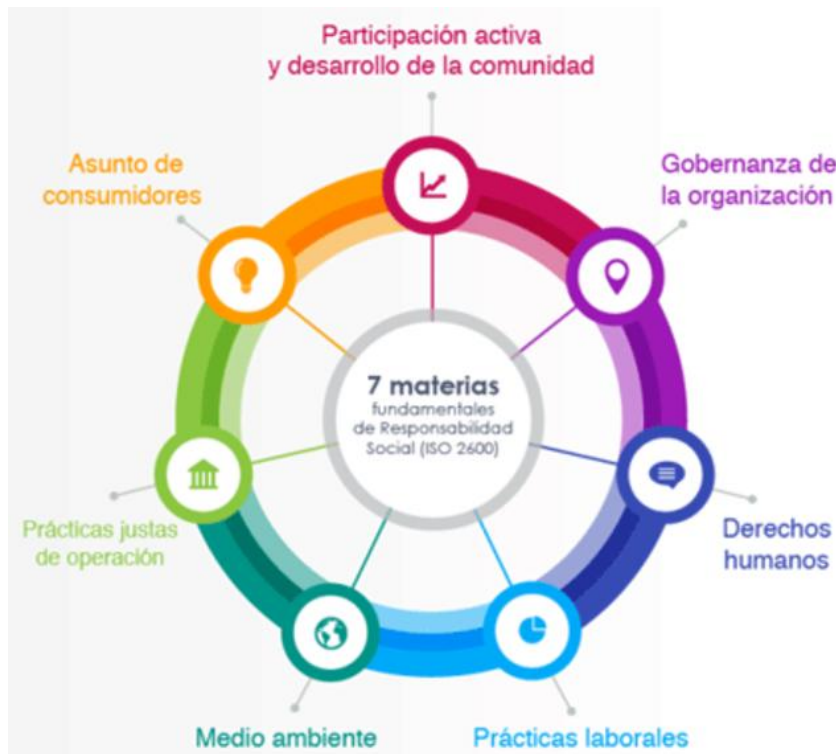 Participación activa
y desarrollo de la comunidad
Asunto de
consumidores
Gobernanza de
la organización
7 materias
fundamentales
de Responsabilidad
Social (ISO 2600)
Prácticas justas
de operación
Derechos
humanos
Medio ambiente
Prácticas laborales